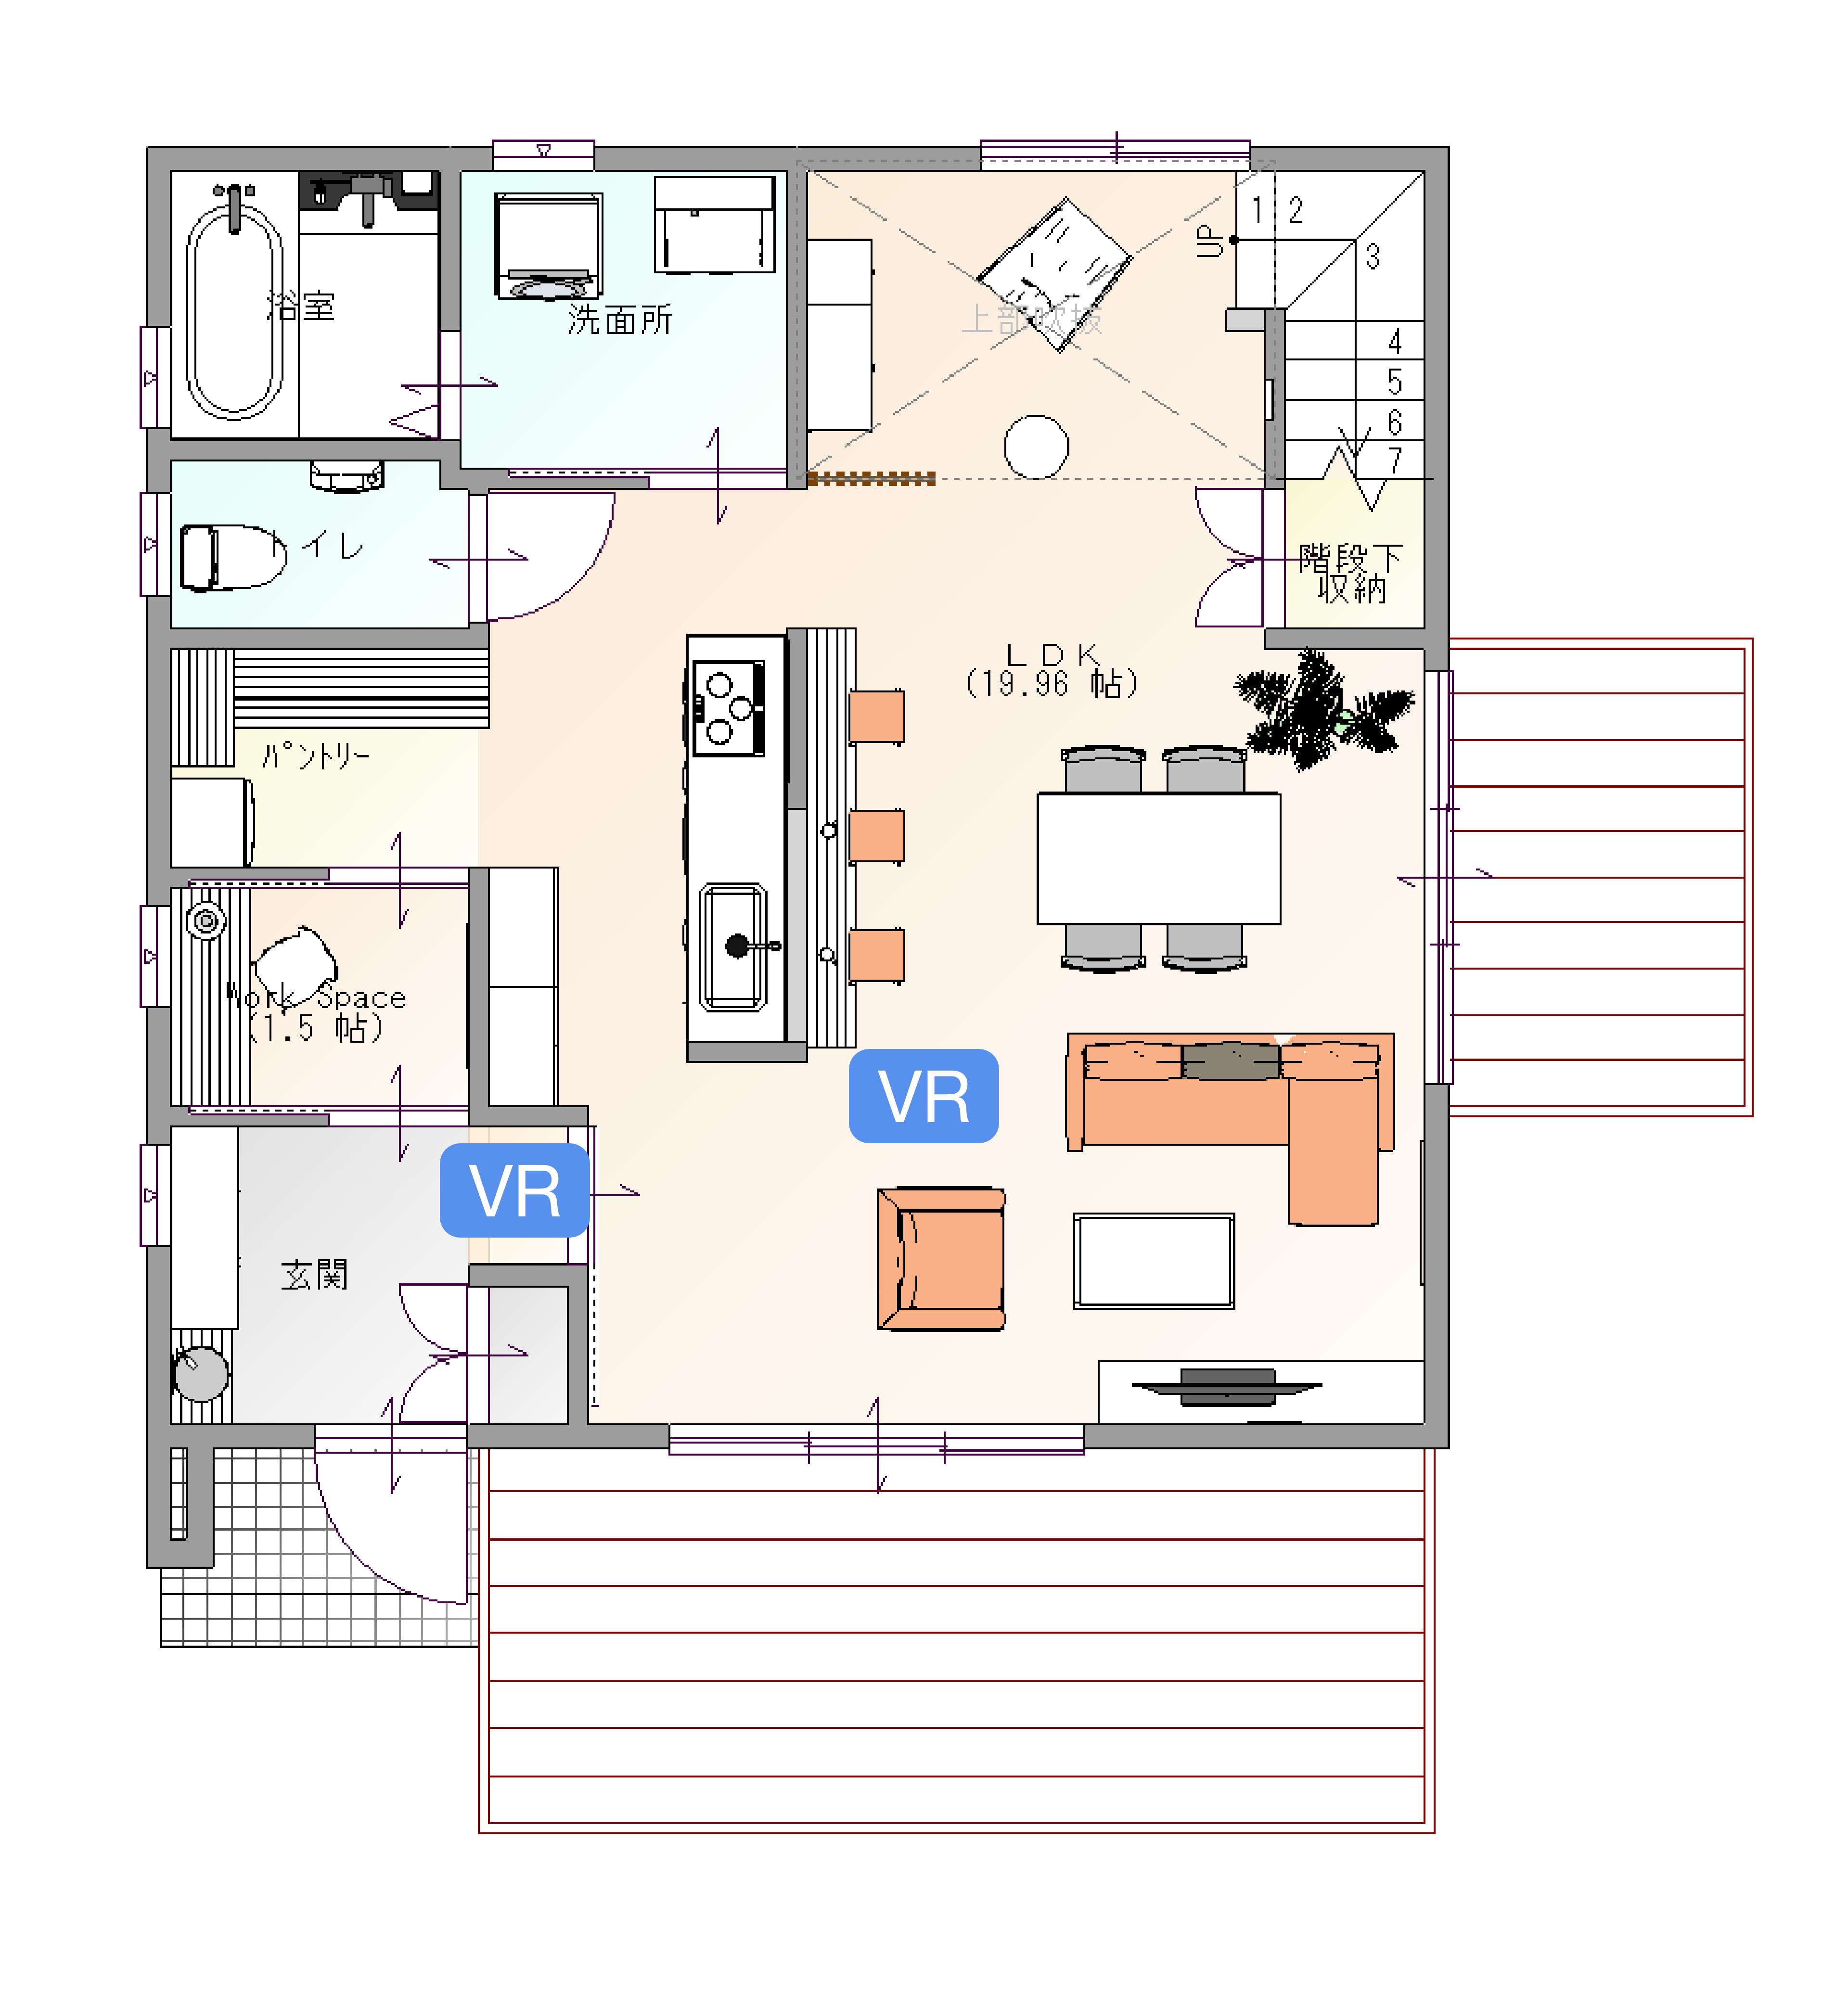 浴室
洗面所
上部吹抜
UP
1
2
3
4
5
6
7
トイレ
階段下
収納
LDK
(19.96 帖)
パントリー
Work Space
(1.5 帖)
VR
VR
玄関